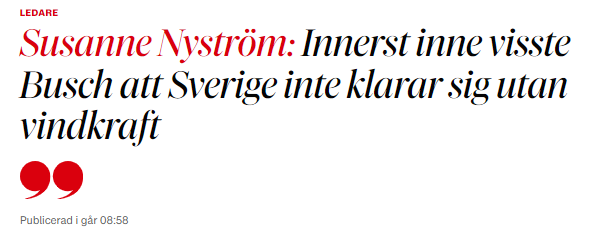 LEDARE
Susanne Nyström: Innerst inne visste
Busch att Sverige inte klarar sig utan
vindkraft
”
Publicerad i går 08:58